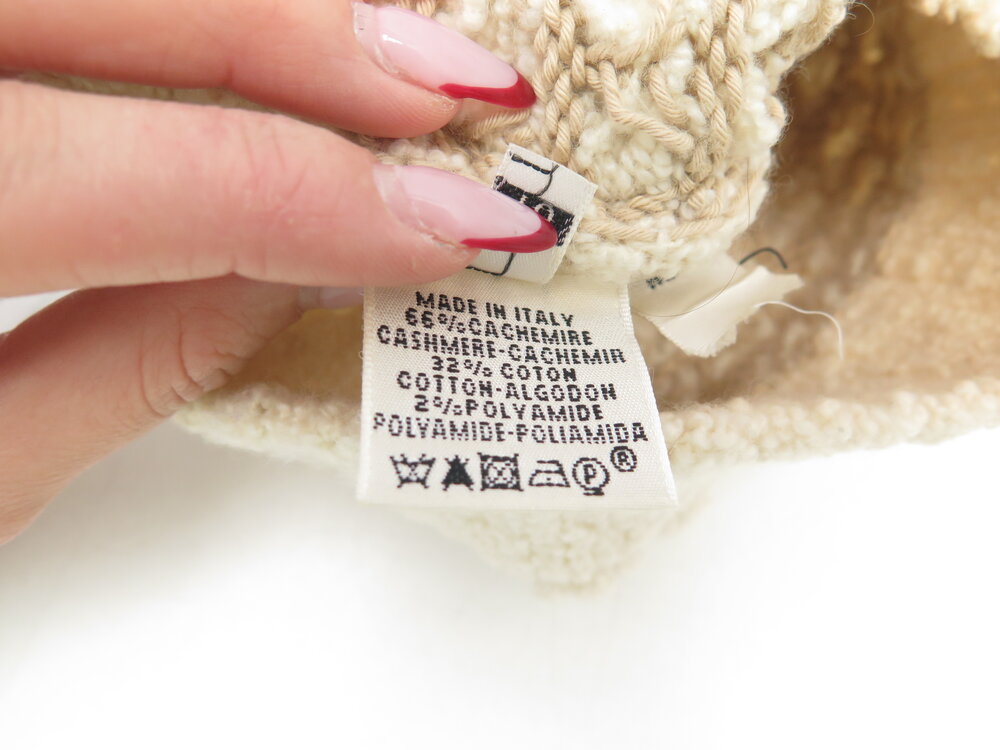 MADE IN ITALY
66%CACHEMIRE
CASHMERE-CACHEMIR
32% COTON
COTTON-ALGODON
2%POLYAMIDE
POLYAMIDE-POLIAMIDA
P ®